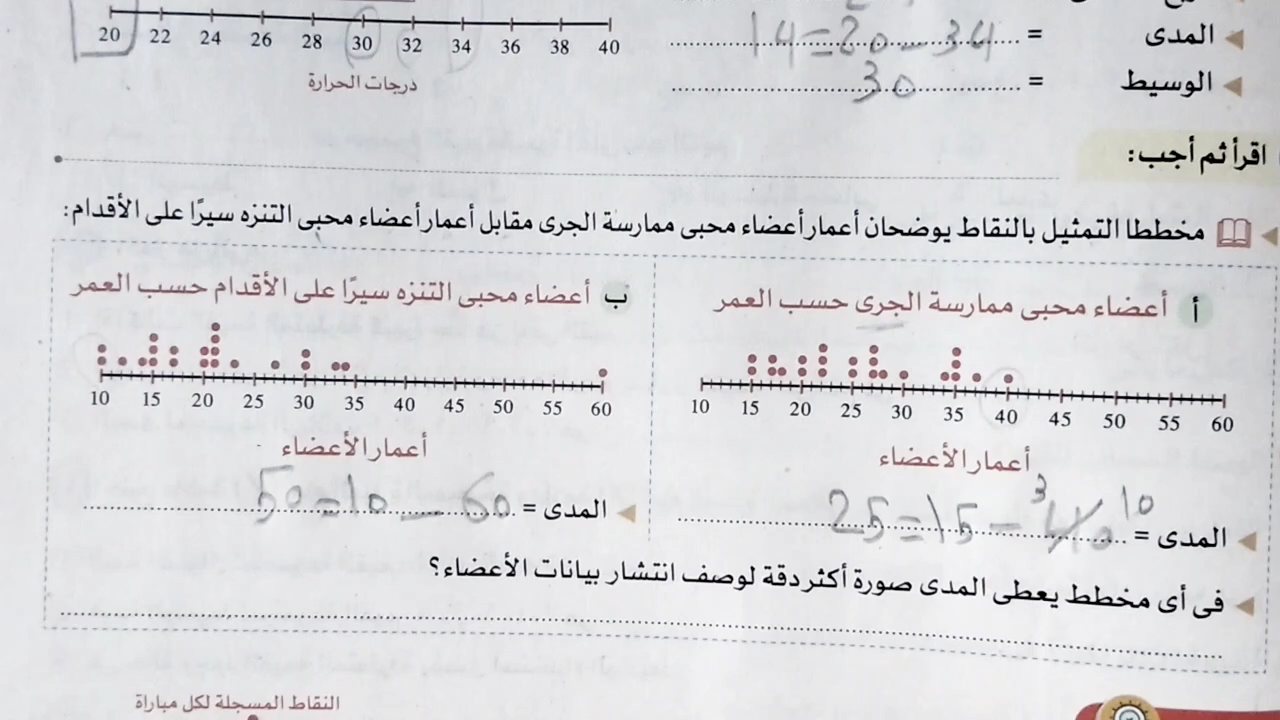 20 22 24 26 28 30 32 34 36 38 40
درجات الحرارة
المدى = 34 - 20 = 14
الوسيط = 30
اقرأ ثم أجب:
مخططا التمثيل بالنقاط يوضحان أعمار أعضاء محبى ممارسة الجرى مقابل أعمار أعضاء محبى التنزه سيرًا على الأقدام:
أ أعضاء محبى ممارسة الجرى حسب العمر
10 15 20 25 30 35 40 45 50 55 60
أعمار الأعضاء
المدى = 40 - 15 = 25
3 10
ب أعضاء محبى التنزه سيرًا على الأقدام حسب العمر
10 15 20 25 30 35 40 45 50 55 60
أعمار الأعضاء
المدى = 60 - 10 = 50
فى أى مخطط يعطى المدى صورة أكثر دقة لوصف انتشار بيانات الأعضاء؟
النقاط المسجلة لكل مباراة